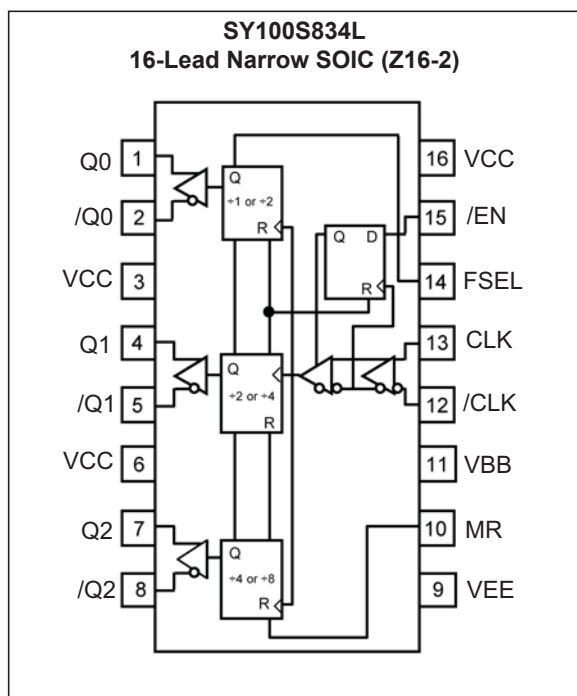 SY100S834L
16-Lead Narrow SOIC (Z16-2)
Q0 1
/Q0 2
VCC 3
Q1 4
/Q1 5
VCC 6
Q2 7
/Q2 8
Q
÷1 or ÷2
R
Q
÷2 or ÷4
R
Q
÷4 or ÷8
R
Q D
R
16 VCC
15 /EN
14 FSEL
13 CLK
12 /CLK
11 VBB
10 MR
9 VEE